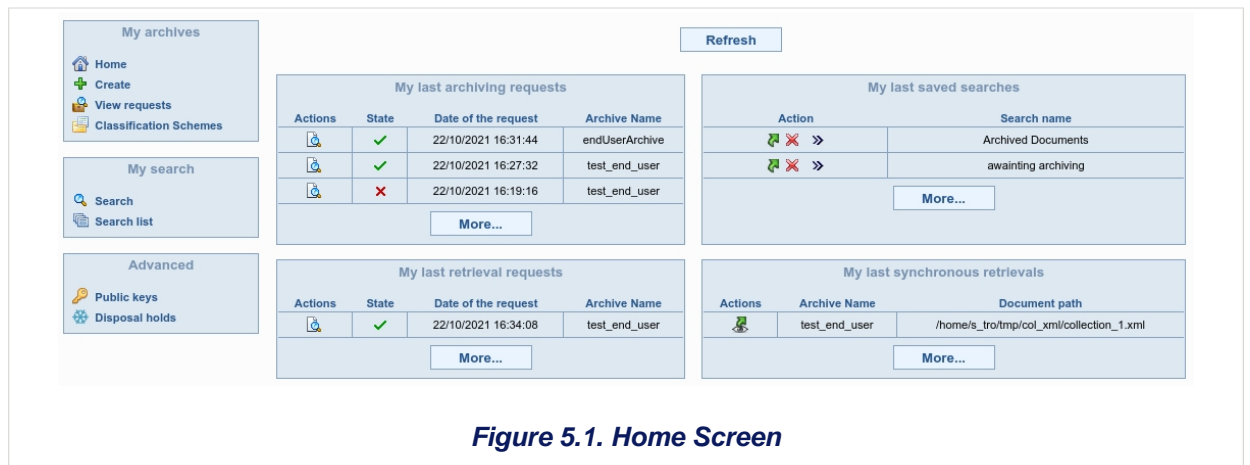 My archives
Home
Create
View requests
Classification Schemes
My search
Search
Search list
Advanced
Public keys
Disposal holds
Refresh
My last archiving requests
Actions State Date of the request Archive Name
22/10/2021 16:31:44 endUserArchive
22/10/2021 16:27:32 test_end_user
22/10/2021 16:19:16 test_end_user
More...
My last saved searches
Action Search name
Archived Documents
awainting archiving
More...
My last retrieval requests
Actions State Date of the request Archive Name
22/10/2021 16:34:08 test_end_user
More...
My last synchronous retrievals
Actions Archive Name Document path
test_end_user /home/s_tro/tmp/col_xml/collection_1.xml
More...
Figure 5.1. Home Screen